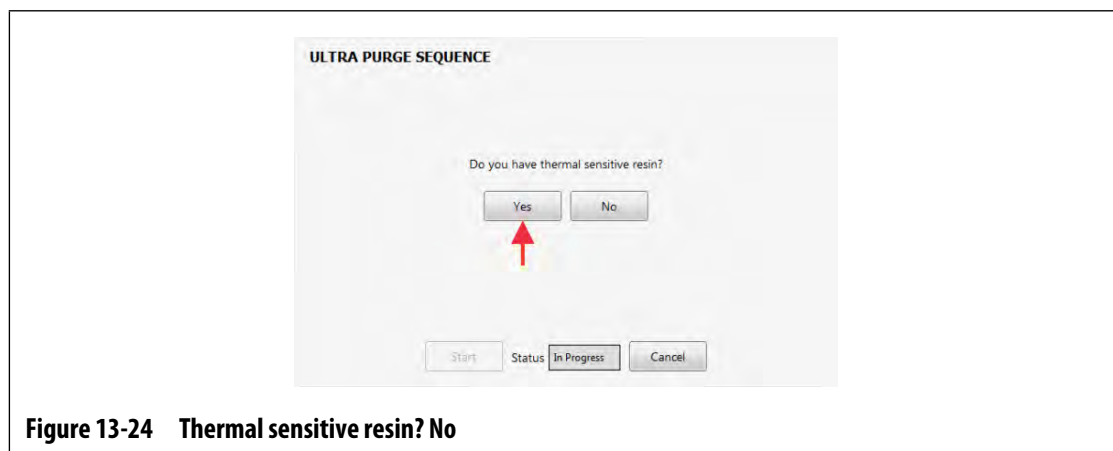 ULTRA PURGE SEQUENCE
Do you have thermal sensitive resin?
Yes No
Start Status In Progress Cancel
Figure 13-24 Thermal sensitive resin? No